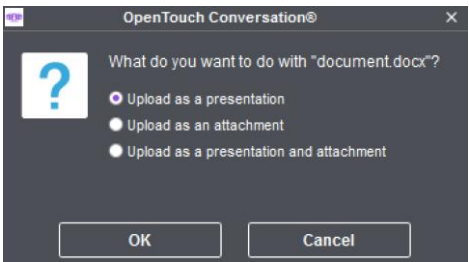 OpenTouch Conversation®
What do you want to do with "document.docx"?
Upload as a presentation
Upload as an attachment
Upload as a presentation and attachment
OK
Cancel